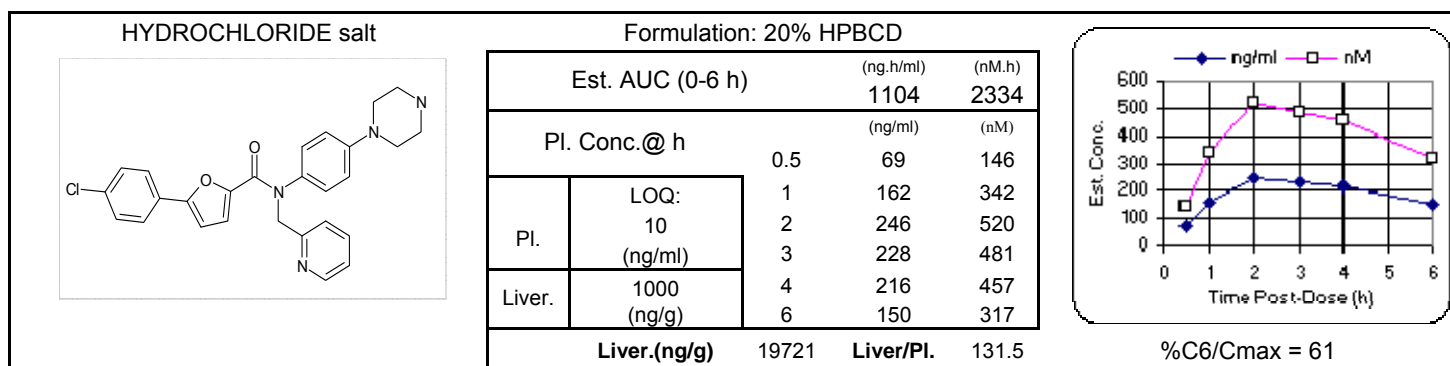 HYDROCHLORIDE salt
O
N
N
Cl
O
N
N
Formulation: 20% HPBCD
Est. AUC (0-6 h) (ng.h/ml) (nM.h)
1104 2334
Pl. Conc.@ h (ng/ml) (nM)
0.5 69 146
Pl. LOQ: 10 (ng/ml) 1 162 342
2 246 520
3 228 481
Liver. 1000 (ng/g) 4 216 457
6 150 317
Liver.(ng/g) 19721 Liver/Pl. 131.5
ng/ml nM
Est. Conc.
600
500
400
300
200
100
0
0 1 2 3 4 5 6
Time Post-Dose (h)
%C6/Cmax = 61